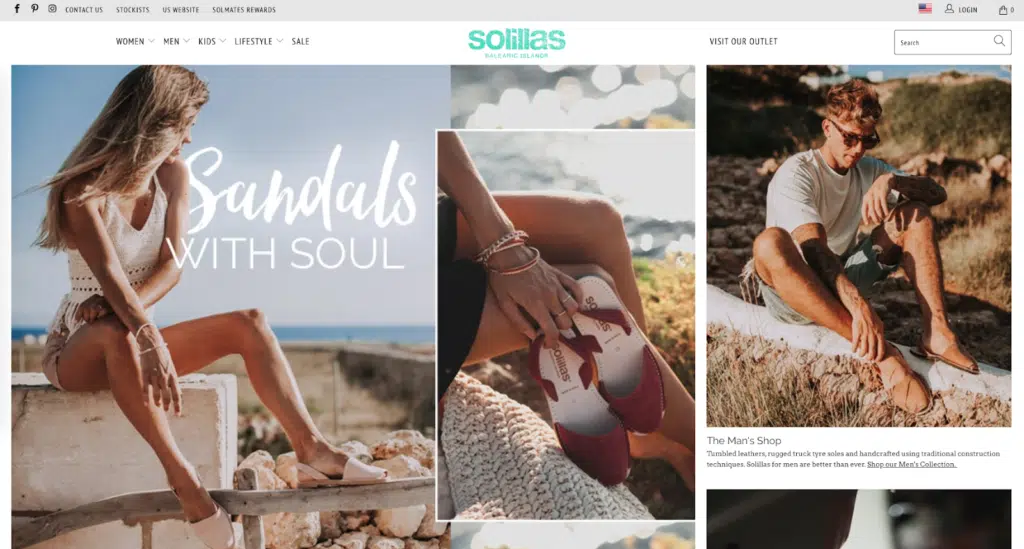 CONTACT US STOCKISTS US WEBSITE SOLMATES REWARDS LOGIN 0
WOMEN MEN KIDS LIFESTYLE SALE
solillas
BALEARIC ISLANDS
VISIT OUR OUTLET
Search
Sandals
WITH SOUL
SOLILLAS
SOLILLAS
The Man's Shop
Tumbled leathers, rugged truck tyre soles and handcrafted using traditional construction
techniques. Solillas for men are better than ever. Shop our Men's Collection.